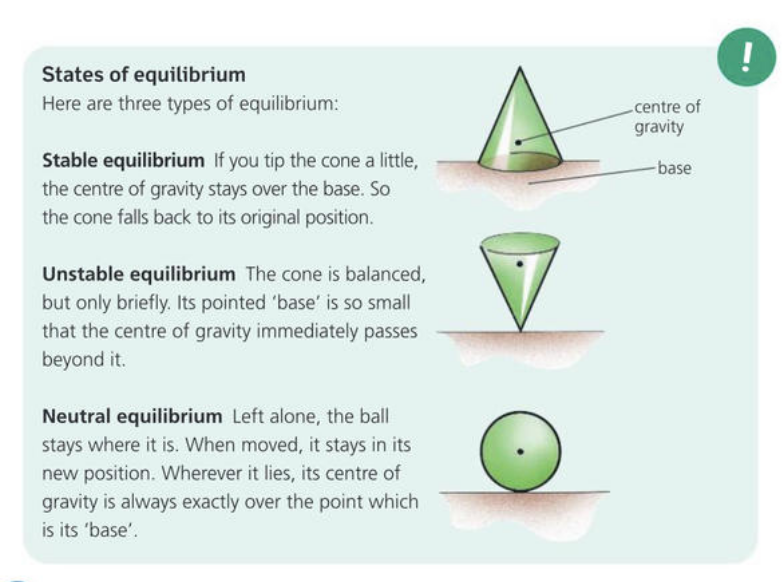 !
States of equilibrium
Here are three types of equilibrium:
Stable equilibrium If you tip the cone a little,
the centre of gravity stays over the base. So
the cone falls back to its original position.
centre of
gravity
base
Unstable equilibrium The cone is balanced,
but only briefly. Its pointed ‘base’ is so small
that the centre of gravity immediately passes
beyond it.
Neutral equilibrium Left alone, the ball
stays where it is. When moved, it stays in its
new position. Wherever it lies, its centre of
gravity is always exactly over the point which
is its ‘base’.